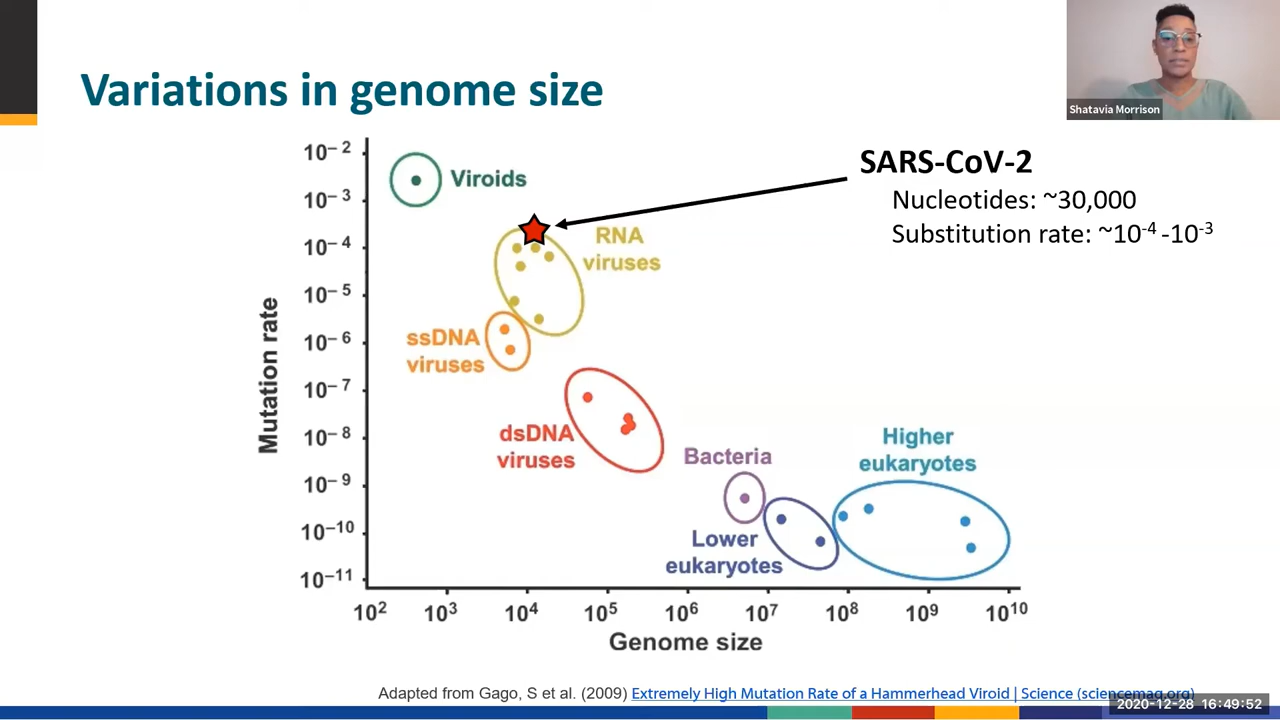 Variations in genome size
Shatavia Morrison
SARS-CoV-2
Nucleotides: ~30,000
Substitution rate: ~10⁻⁴ -10⁻³
Mutation rate
10⁻²
10⁻³
10⁻⁴
10⁻⁵
10⁻⁶
10⁻⁷
10⁻⁸
10⁻⁹
10⁻¹⁰
10⁻¹¹
Viroids
RNA
viruses
ssDNA
viruses
dsDNA
viruses
Bacteria
Lower
eukaryotes
Higher
eukaryotes
10² 10³ 10⁴ 10⁵ 10⁶ 10⁷ 10⁸ 10⁹ 10¹⁰
Genome size
Adapted from Gago, S et al. (2009) Extremely High Mutation Rate of a Hammerhead Viroid | Science (sciencemag.org)
2020-12-28 16:49:52